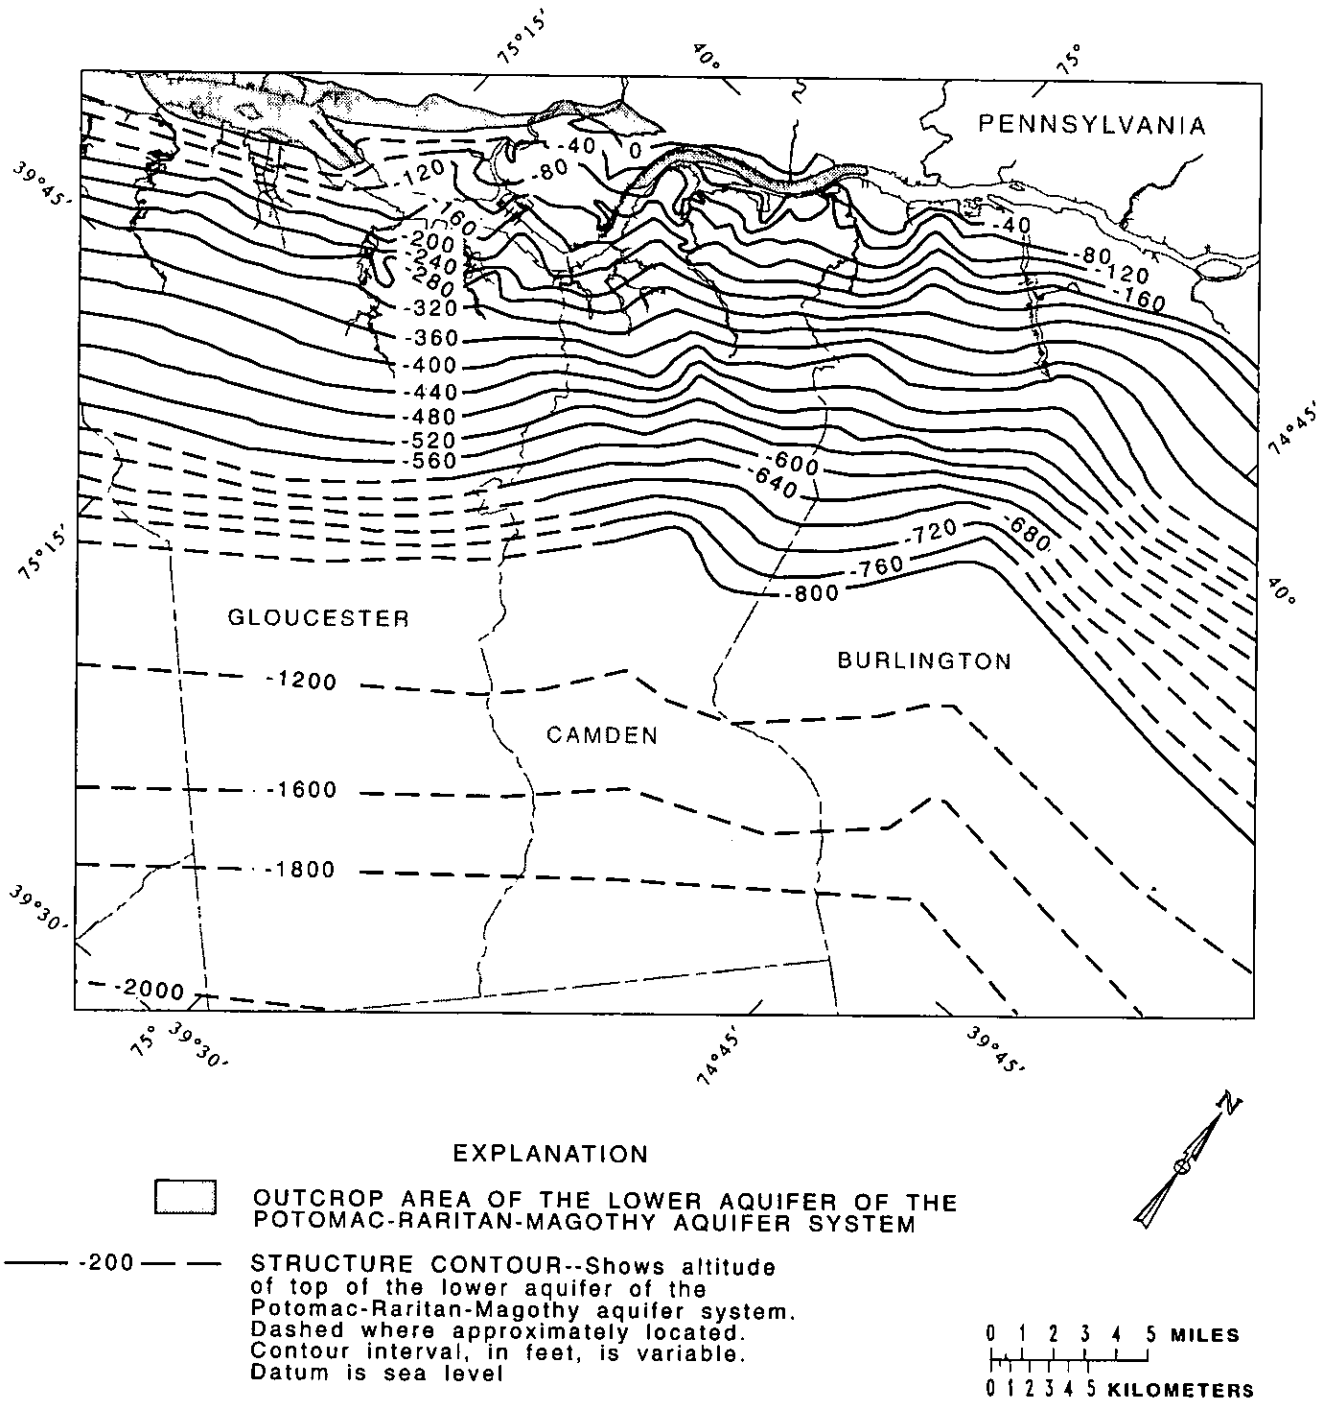 75°15'
40°
75°
PENNSYLVANIA
39°45'
-40
0
-120
-80
-160
-40
-200
-80
-240
-120
-280
-160
-320
-360
-400
-440
-480
-520
-560
-600
-640
74°45'
-680
-720
-760
-800
75°15'
40°
GLOUCESTER
BURLINGTON
-1200
CAMDEN
-1600
-1800
39°30'
-2000
75°
39°30'
74°45'
39°45'
N
EXPLANATION
OUTCROP AREA OF THE LOWER AQUIFER OF THE
POTOMAC-RARITAN-MAGOTHY AQUIFER SYSTEM
-200
STRUCTURE CONTOUR--Shows altitude
of top of the lower aquifer of the
Potomac-Raritan-Magothy aquifer system.
Dashed where approximately located.
Contour interval, in feet, is variable.
Datum is sea level
0 1 2 3 4 5 MILES
0 1 2 3 4 5 KILOMETERS